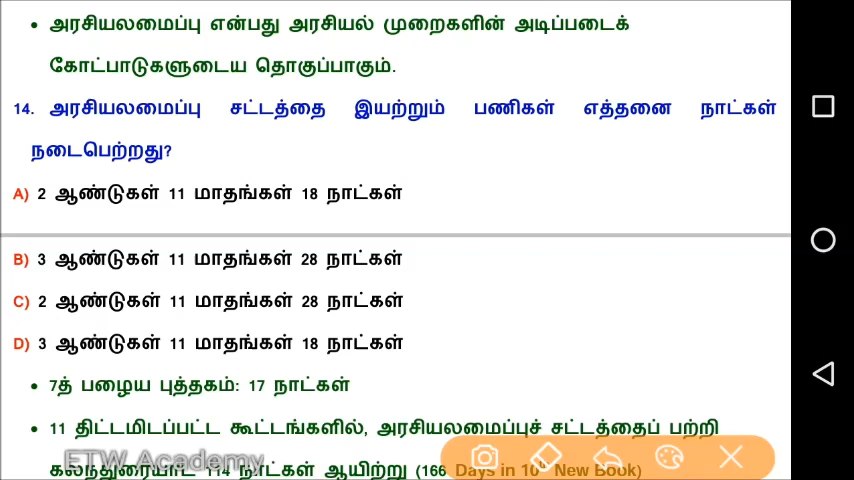 • அரசியலமைப்பு என்பது அரசியல் முறைகளின் அடிப்படைக்
கோட்பாடுகளுடைய தொகுப்பாகும்.
14. அரசியலமைப்பு சட்டத்தை இயற்றும் பணிகள் எத்தனை நாட்கள்
நடைபெற்றது?
A) 2 ஆண்டுகள் 11 மாதங்கள் 18 நாட்கள்
B) 3 ஆண்டுகள் 11 மாதங்கள் 28 நாட்கள்
C) 2 ஆண்டுகள் 11 மாதங்கள் 28 நாட்கள்
D) 3 ஆண்டுகள் 11 மாதங்கள் 18 நாட்கள்
• 7த் பழைய புத்தகம்: 17 நாட்கள்
• 11 திட்டமிடப்பட்ட கூட்டங்களில், அரசியலமைப்புச் சட்டத்தைப் பற்றி
கலந்துரையாட 114 நாட்கள் ஆயிற்று (166 Days in 10th New Book)
ETW Academy